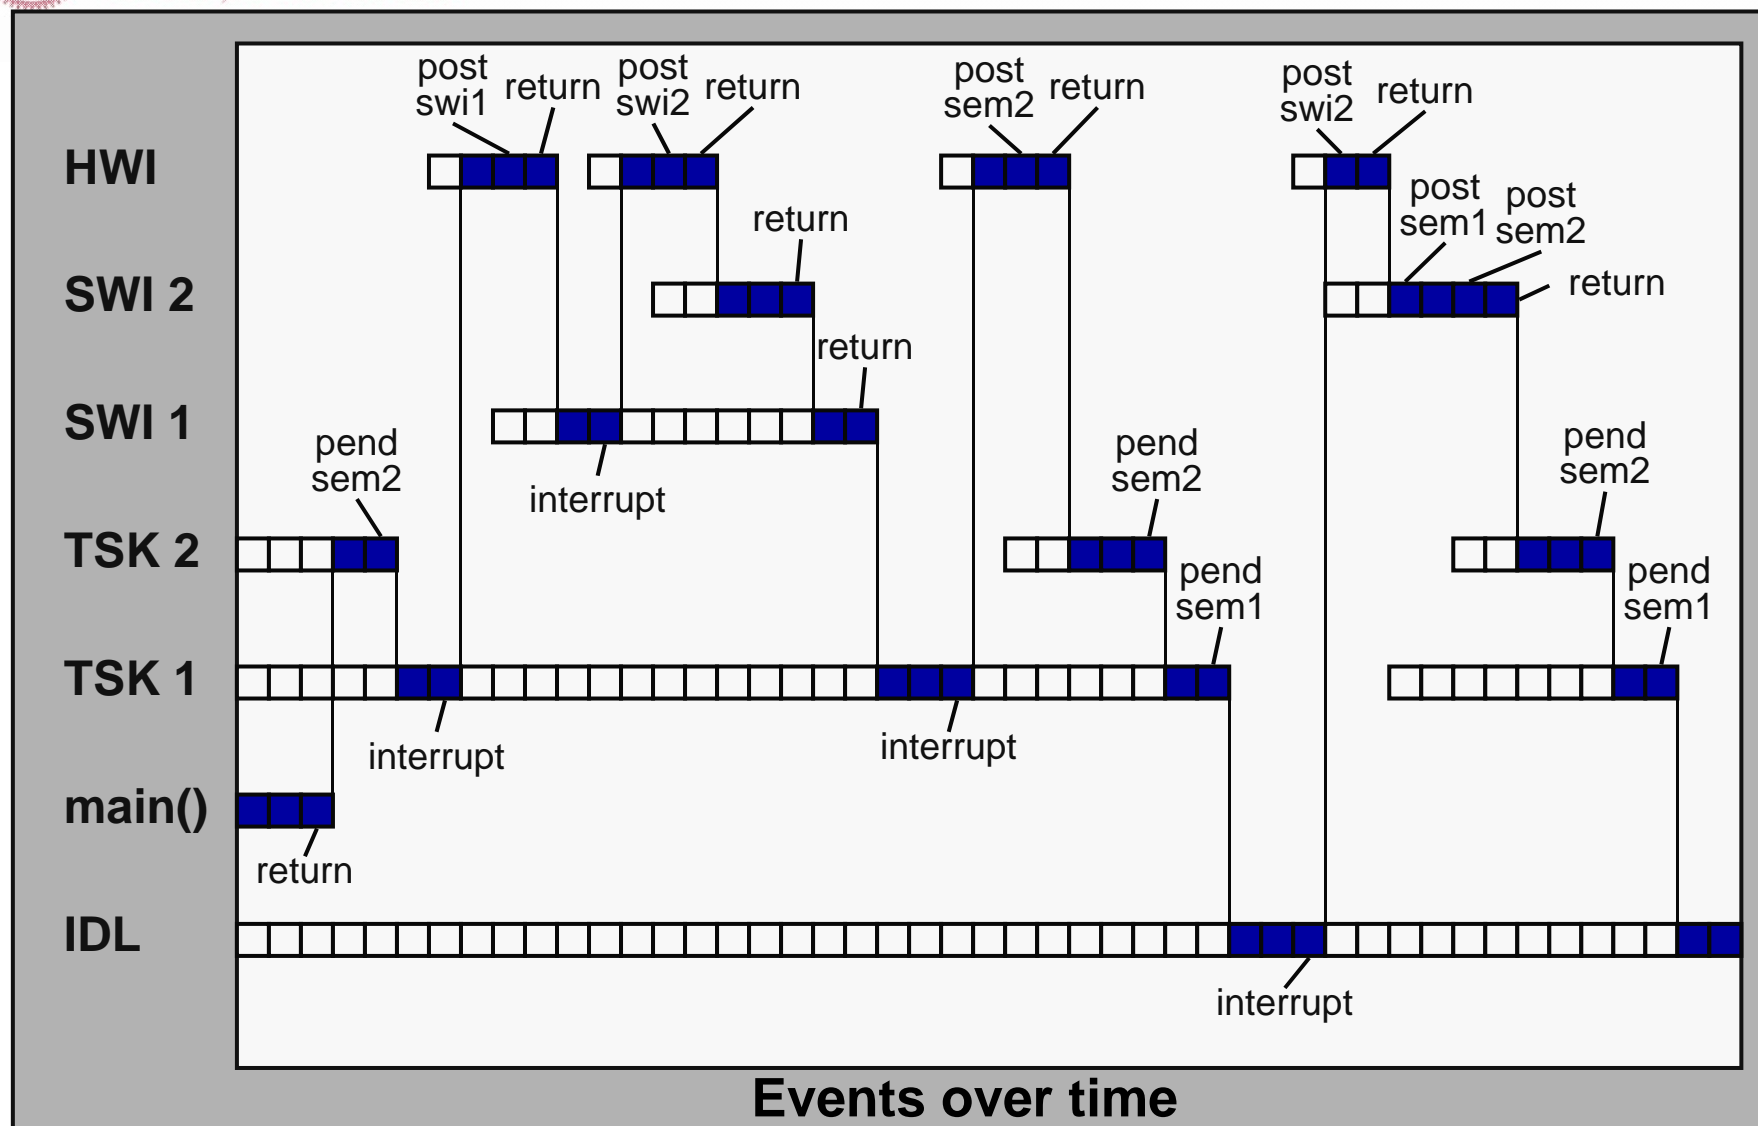 post
swi1
return
post
swi2
return
post
sem2
return
post
swi2
return
HWI
post
sem1
post
sem2
return
SWI 2
return
return
SWI 1
pend
sem2
interrupt
pend
sem2
pend
sem2
TSK 2
pend
sem1
pend
sem1
TSK 1
interrupt
interrupt
main()
return
IDL
interrupt
Events over time